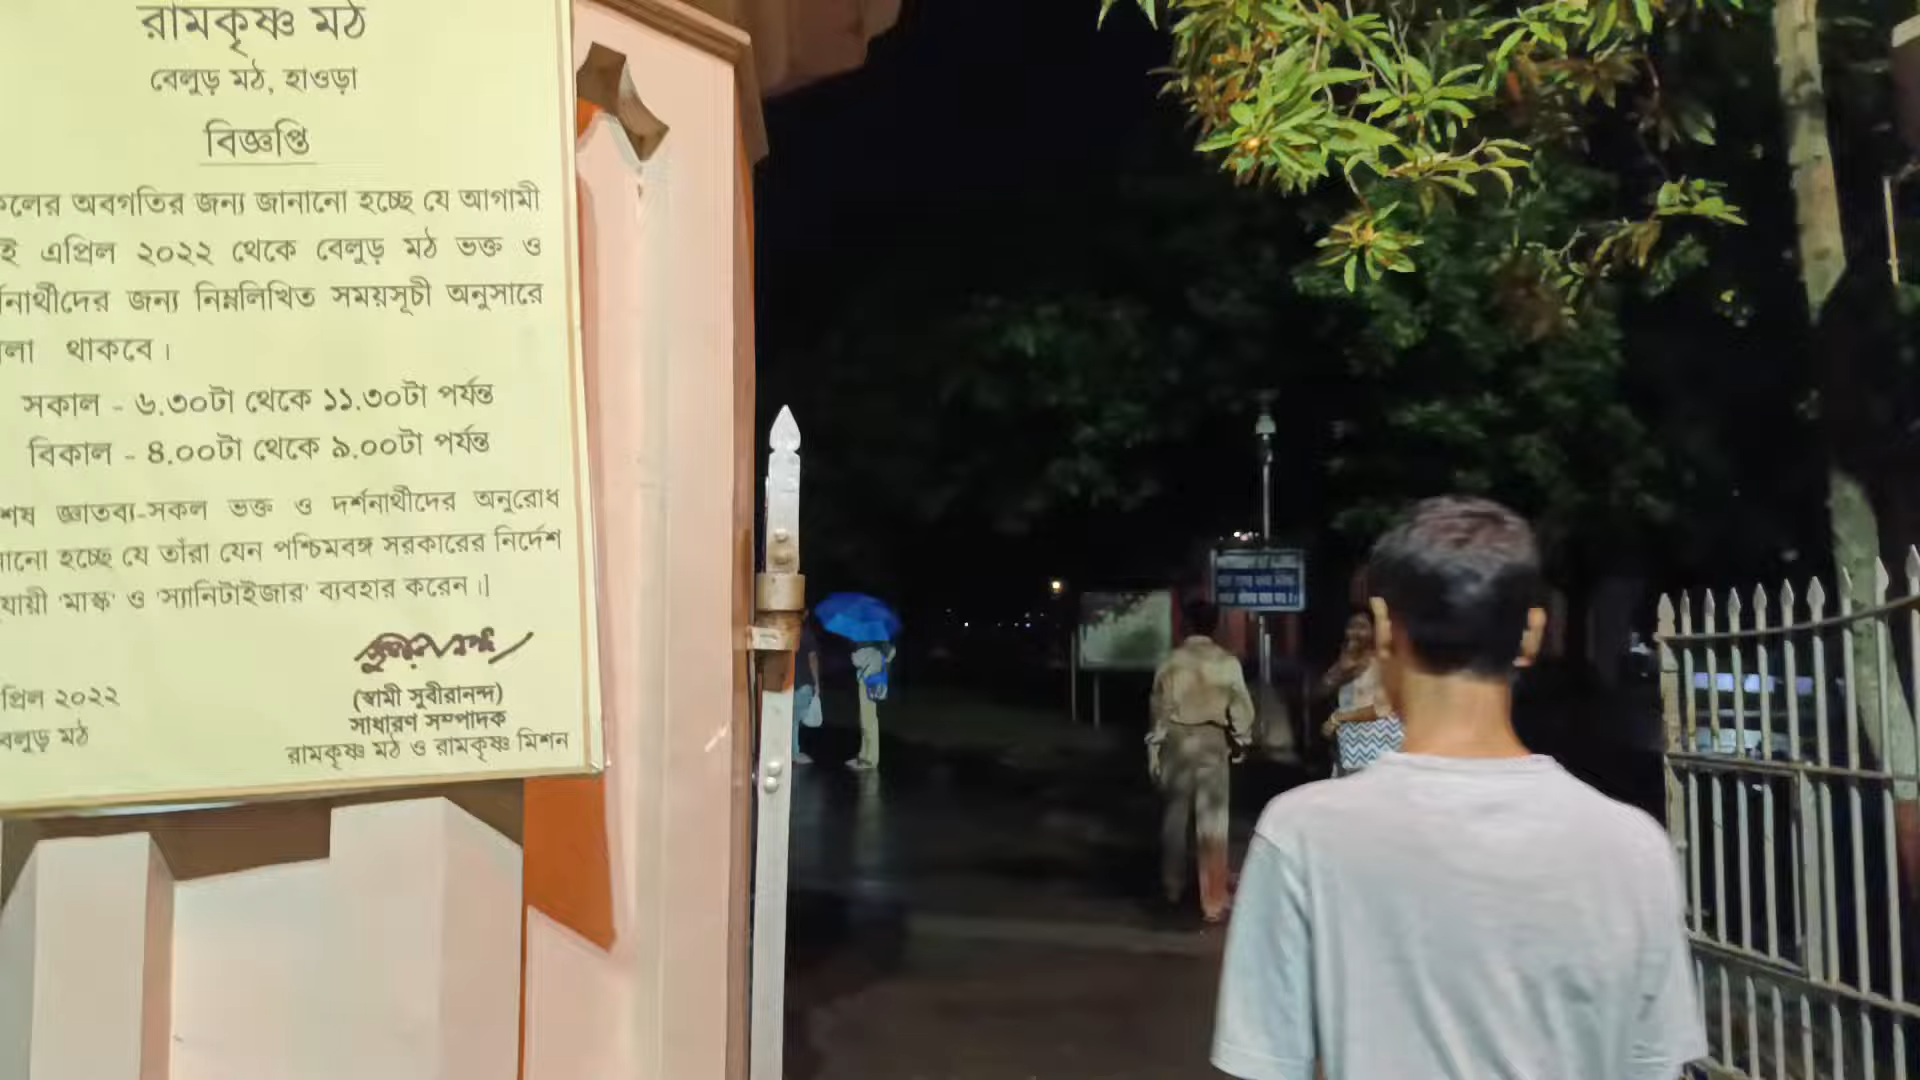 রামকৃষ্ণ মঠ
বেলুড় মঠ, হাওড়া
বিজ্ঞপ্তি
কলের অবগতির জন্য জানানো হচ্ছে যে আগামী
ই এপ্রিল ২০২২ থেকে বেলুড় মঠ ভক্ত ও
র্শনার্থীদের জন্য নিম্নলিখিত সময়সূচী অনুসারে
লা থাকবে।
সকাল - ৬.৩০টা থেকে ১১.৩০টা পর্যন্ত
বিকাল - ৪.০০টা থেকে ৯.০০টা পর্যন্ত
শেষ জ্ঞাতব্য-সকল ভক্ত ও দর্শনার্থীদের অনুরোধ
নানো হচ্ছে যে তাঁরা যেন পশ্চিমবঙ্গ সরকারের নির্দেশ
যায়ী 'মাস্ক' ও 'স্যানিটাইজার' ব্যবহার করেন।]
(স্বামী সুবীরানন্দ)
সাধারণ সম্পাদক
রামকৃষ্ণ মঠ ও রামকৃষ্ণ মিশন
প্রিল ২০২২
বেলুড় মঠ